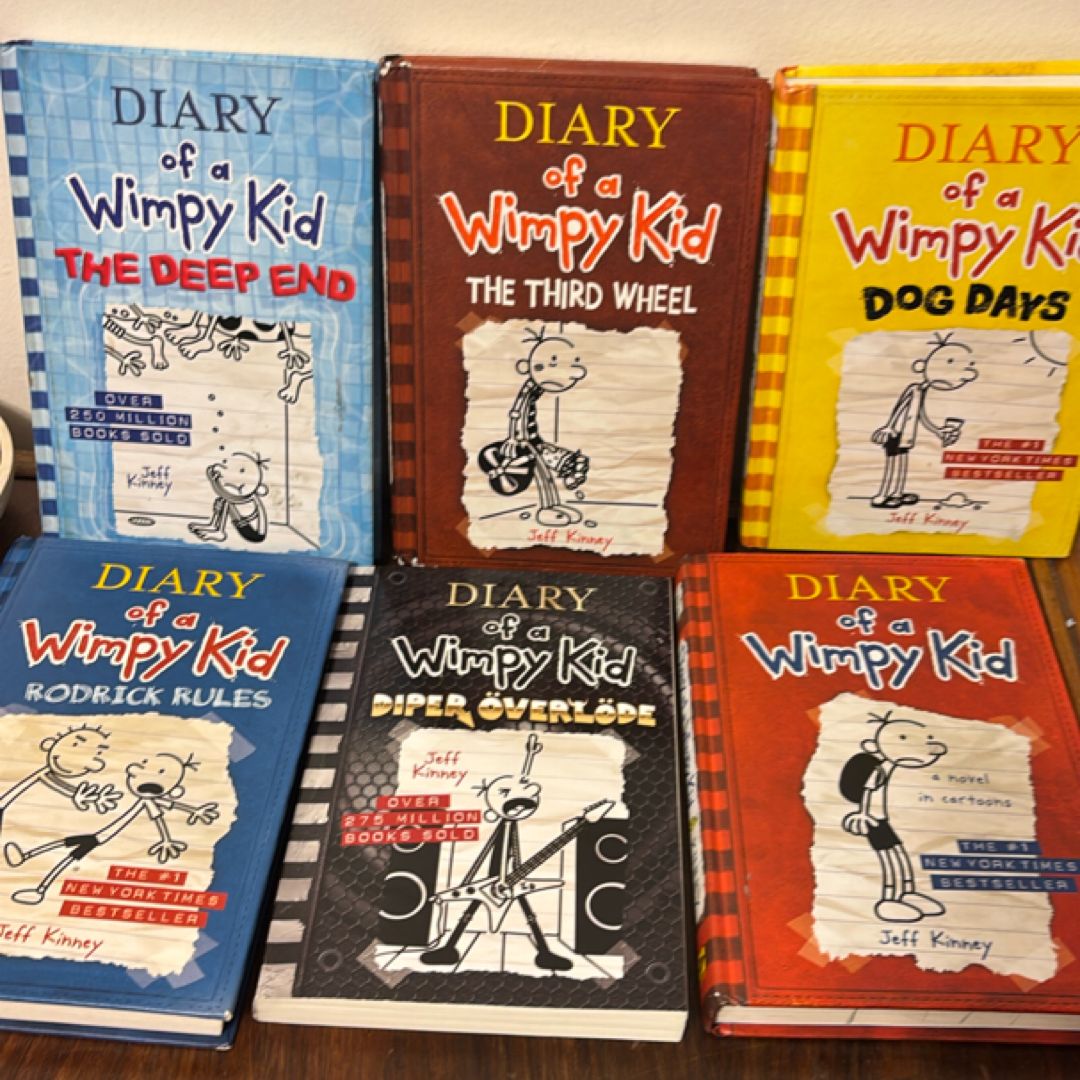 DIARY
of a
Wimpy Kid
THE DEEP END
OVER
250 MILLION
BOOKS SOLD
Jeff
Kinney
DIARY
of a
Wimpy Kid
THE THIRD WHEEL
Jeff Kinney
DIARY
of a
Wimpy Ki
DOG DAYS
THE #1
NEW YORK TIMES
BESTSELLER
Jeff Kinney
DIARY
of a
Wimpy Kid
RODRICK RULES
THE #1
NEW YORK TIMES
BESTSELLER
Jeff Kinney
DIARY
of a
Wimpy Kid
DIPER ÖVERLÖDE
Jeff
Kinney
OVER
275 MILLION
BOOKS SOLD
DIARY
of a
Wimpy Kid
a novel
in cartoons
THE #1
NEW YORK TIMES
BESTSELLER
Jeff Kinney